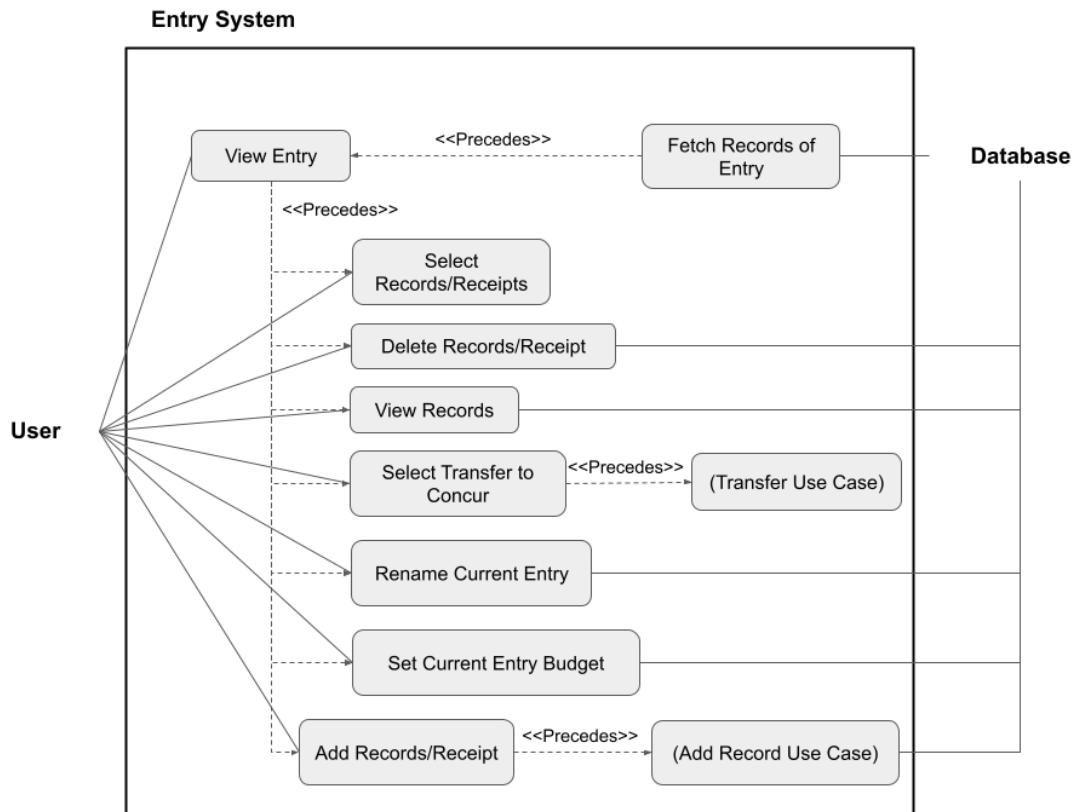 Entry System
<<Precedes>>
View Entry
Fetch Records of
Entry
Database
<<Precedes>>
Select
Records/Receipts
Delete Records/Receipt
View Records
User
Select Transfer to
Concur
<<Precedes>>
(Transfer Use Case)
Rename Current Entry
Set Current Entry Budget
Add Records/Receipt
<<Precedes>>
(Add Record Use Case)